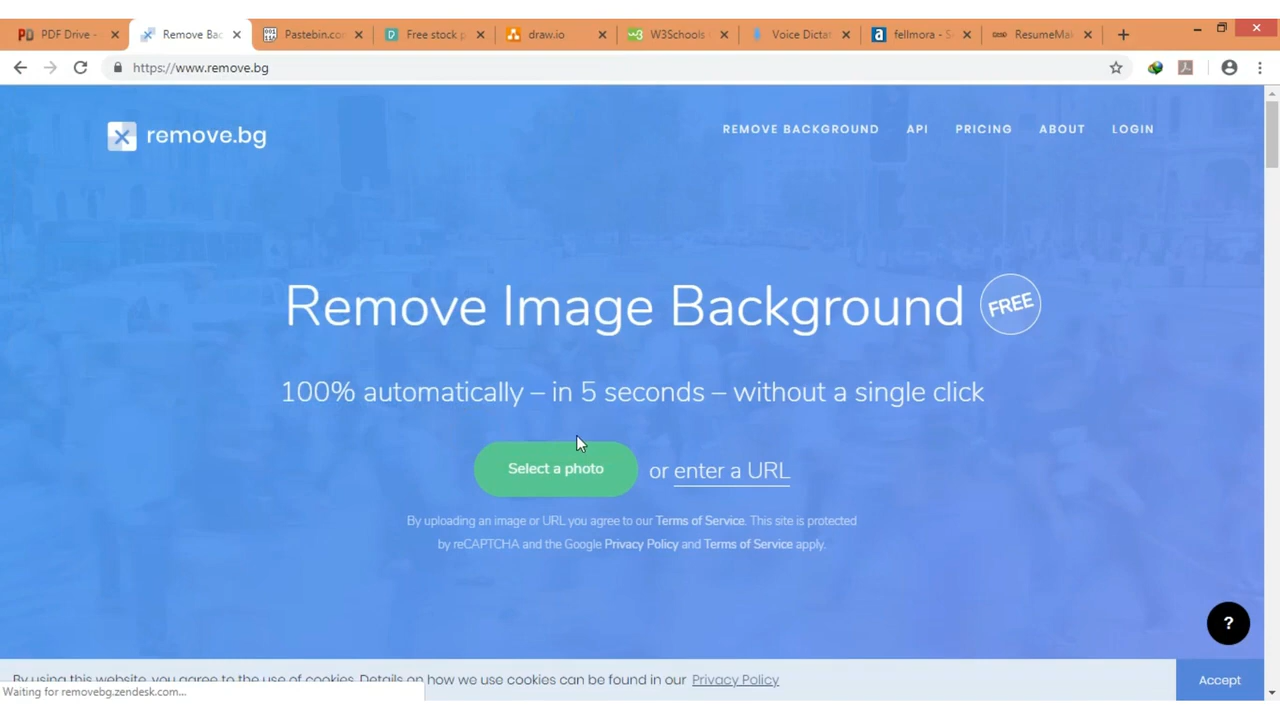 PDF Drive - Remove Bac Pastebin.co Free stock p draw.io W3Schools Voice Dictat fellmora - S ResumeMa
https://www.remove.bg
remove.bg
REMOVE BACKGROUND API PRICING ABOUT LOGIN
Remove Image Background FREE
100% automatically – in 5 seconds – without a single click
Select a photo or enter a URL
By uploading an image or URL you agree to our Terms of Service. This site is protected
by reCAPTCHA and the Google Privacy Policy and Terms of Service apply.
?
By using this website, you agree to the use of cookies. Details on how we use cookies can be found in our Privacy Policy
Accept
Waiting for removebg.zendesk.com...